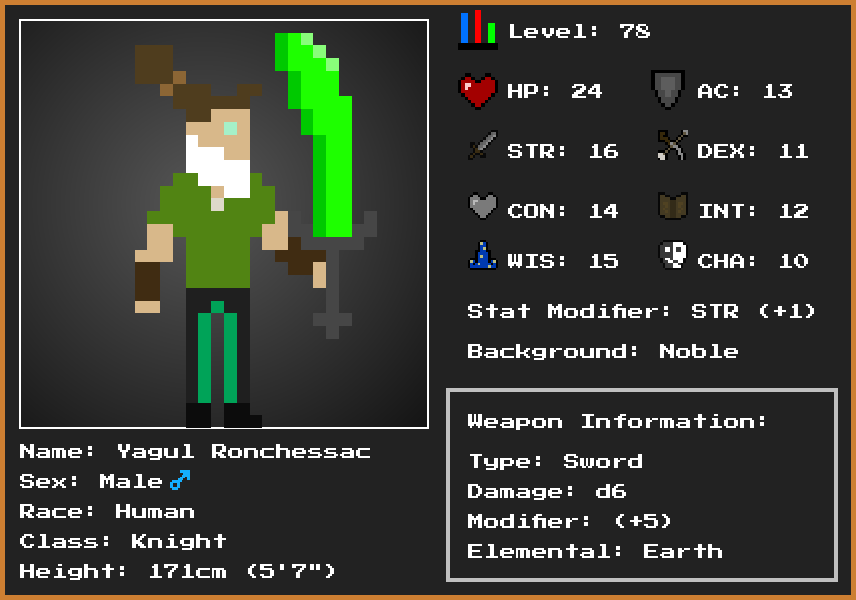 Level: 78
HP: 24
AC: 13
STR: 16
DEX: 11
CON: 14
INT: 12
WIS: 15
CHA: 10
Stat Modifier: STR (+1)
Background: Noble
Name: Yagul Ronchessac
Sex: Male♂
Race: Human
Class: Knight
Height: 171cm (5'7")
Weapon Information:
Type: Sword
Damage: d6
Modifier: (+5)
Elemental: Earth